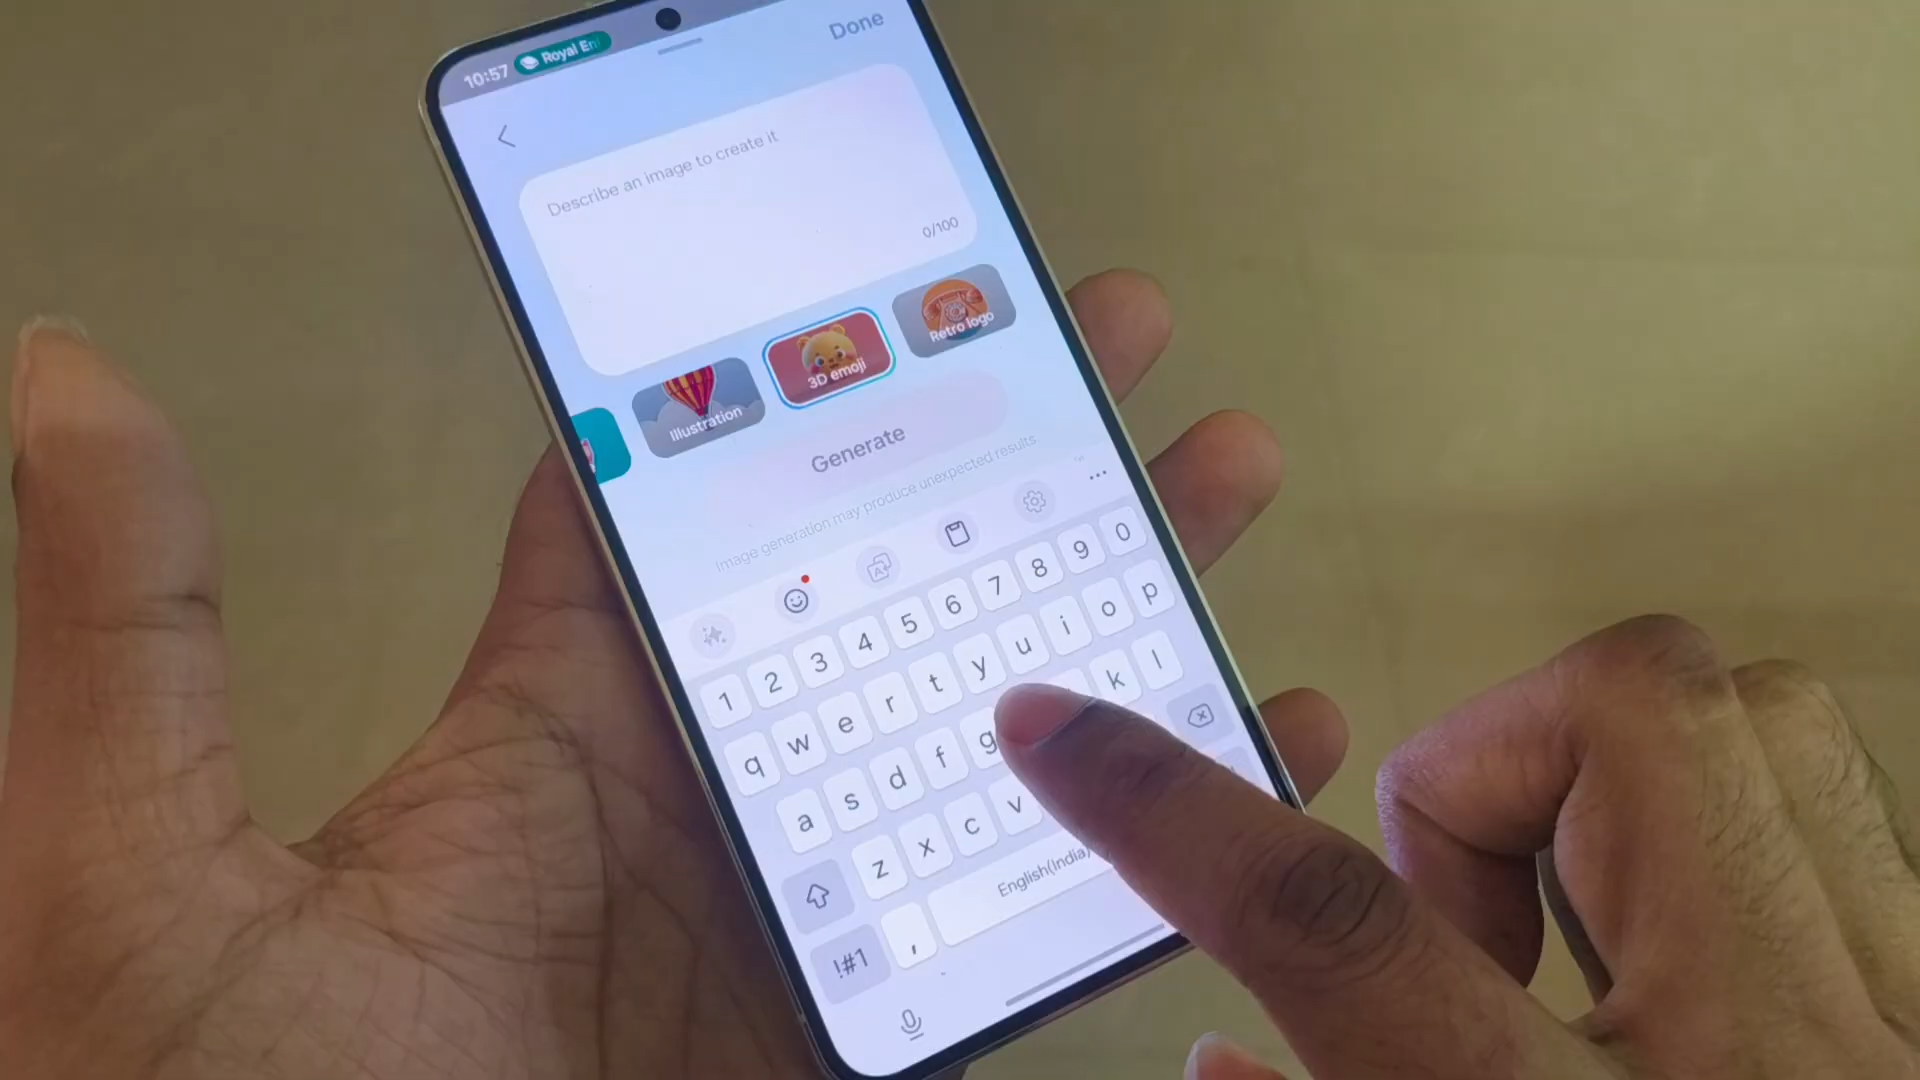 10:57 Royal En
Done
Describe an image to create it
0/100
Illustration
3D emoji
Retro logo
Generate
Image generation may produce unexpected results.
1 2 3 4 5 6 7 8 9 0
q w e r t y u i o p
a s d f g k l
z x c v
!#1 , English(India)